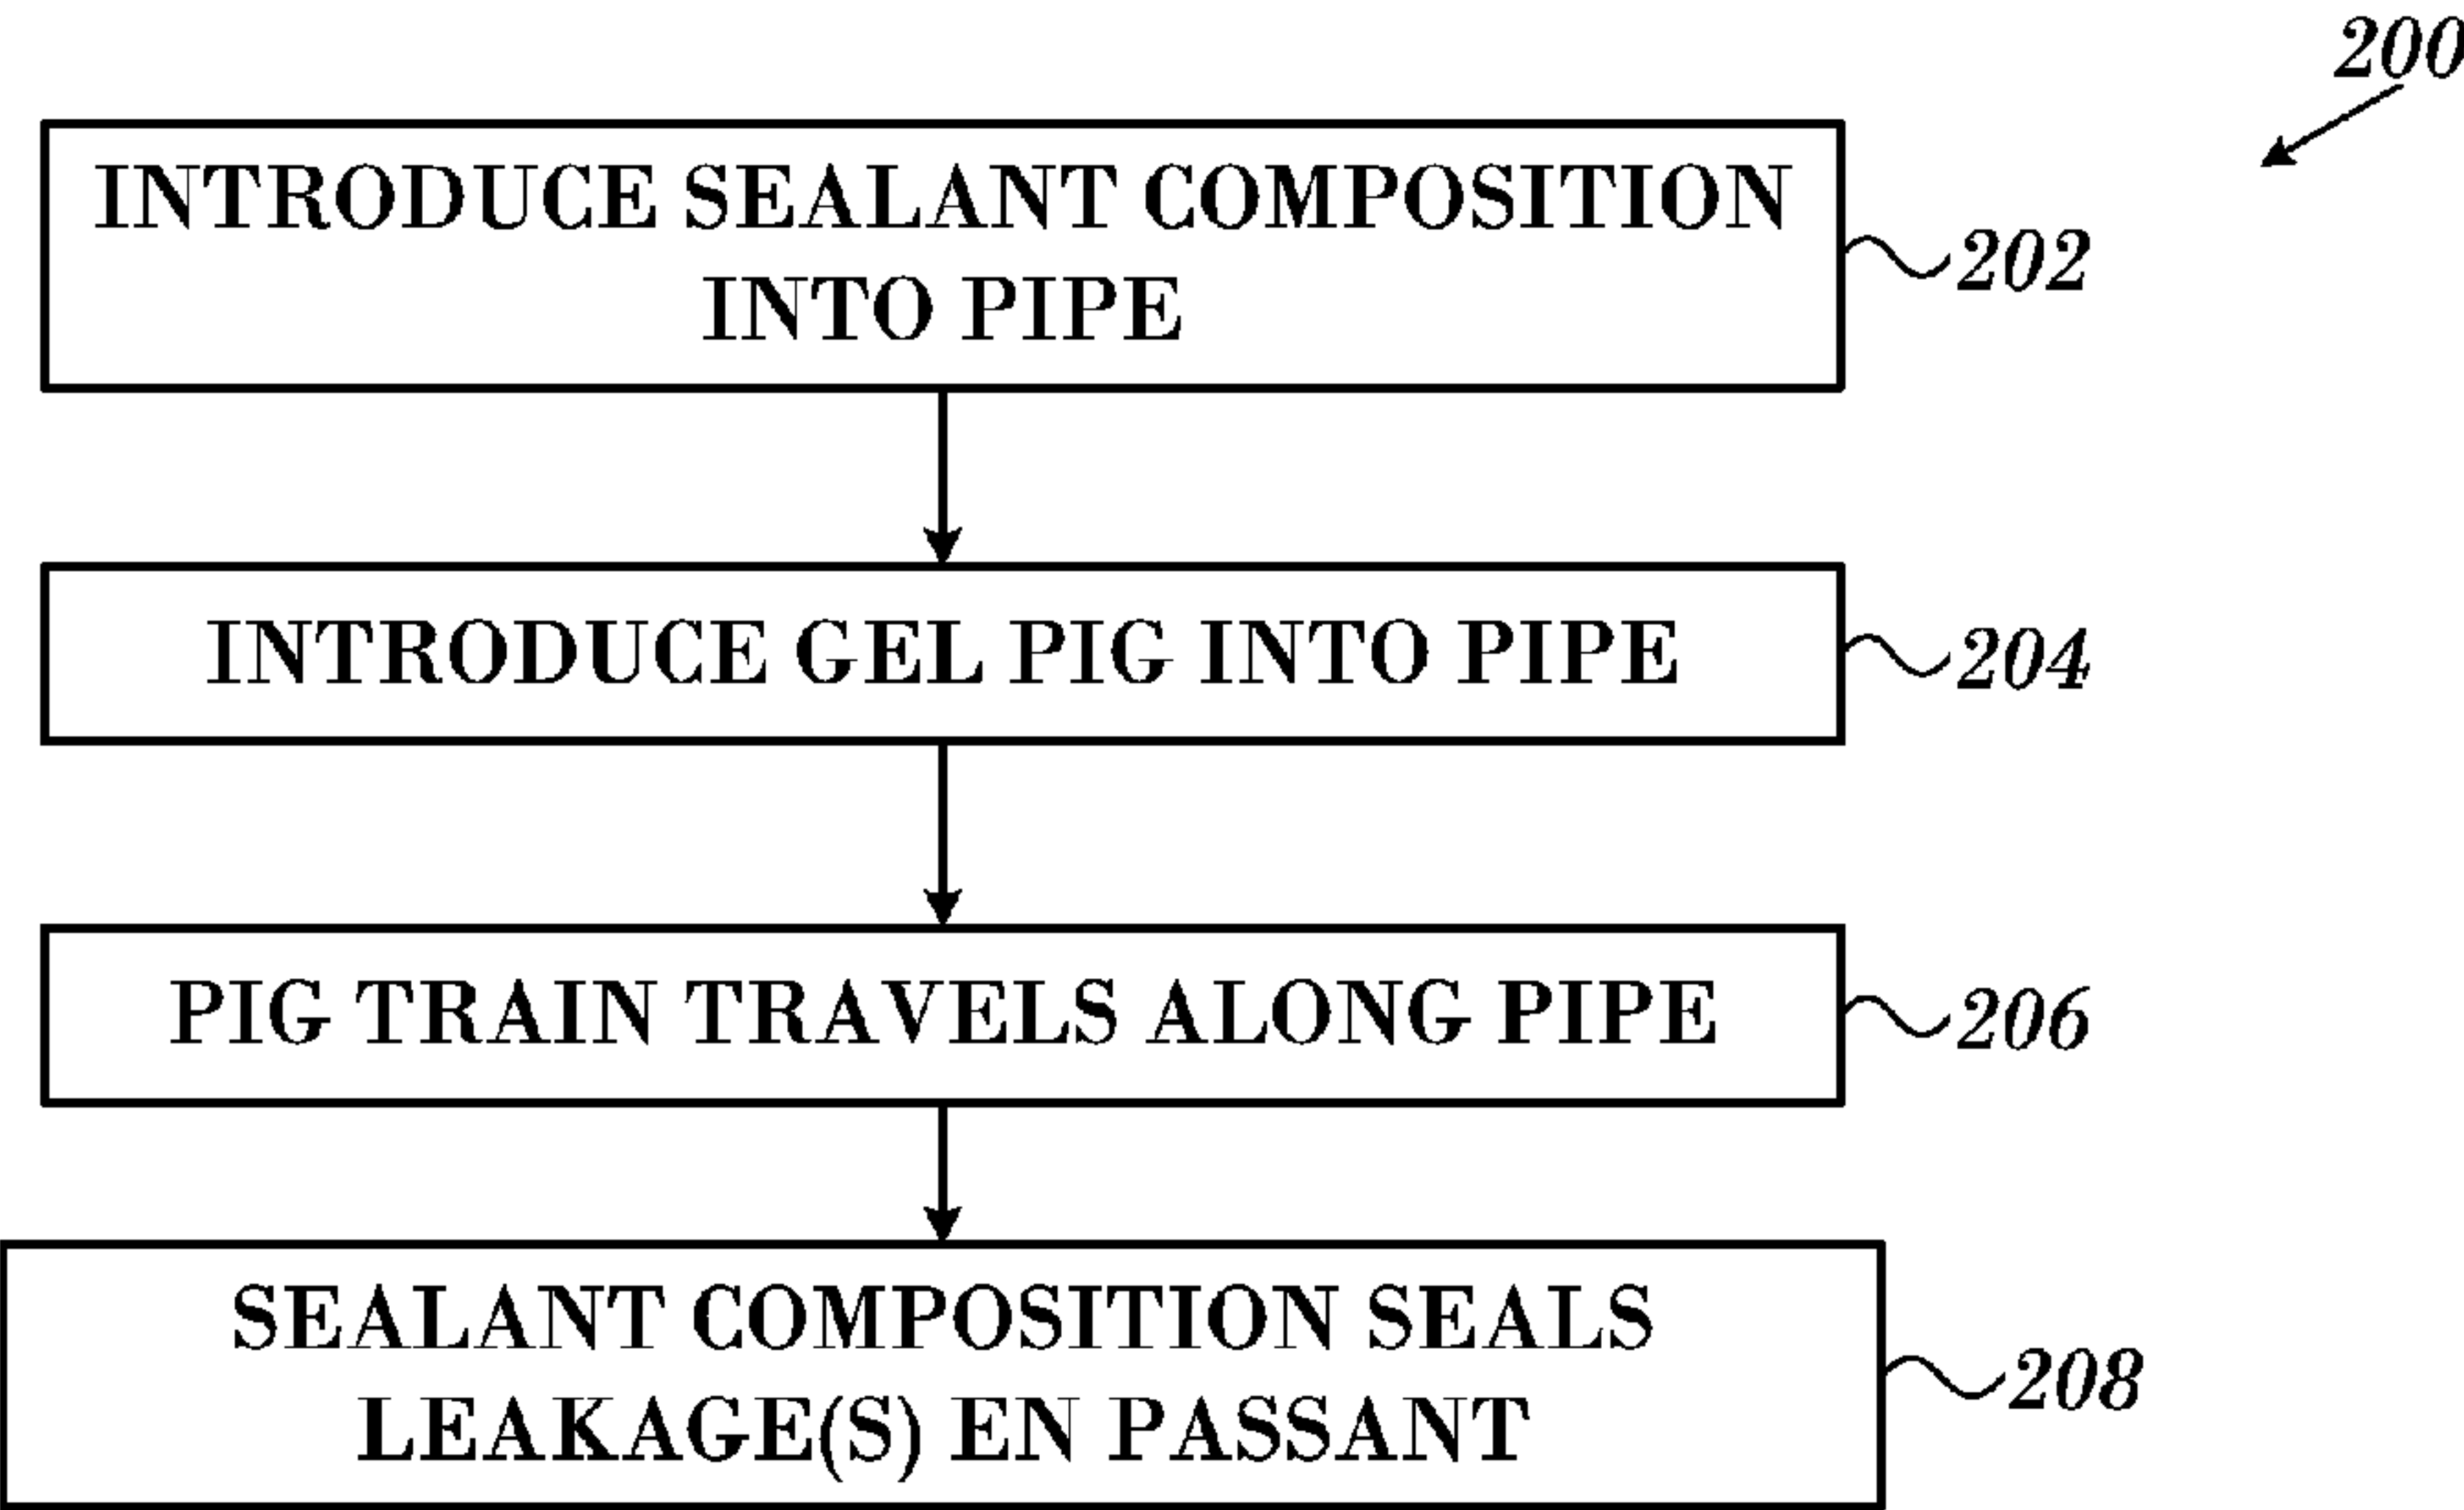 200
INTRODUCE SEALANT COMPOSITION
INTO PIPE
202
INTRODUCE GEL PIG INTO PIPE
204
PIG TRAIN TRAVELS ALONG PIPE
206
SEALANT COMPOSITION SEALS
LEAKAGE(S) EN PASSANT
208